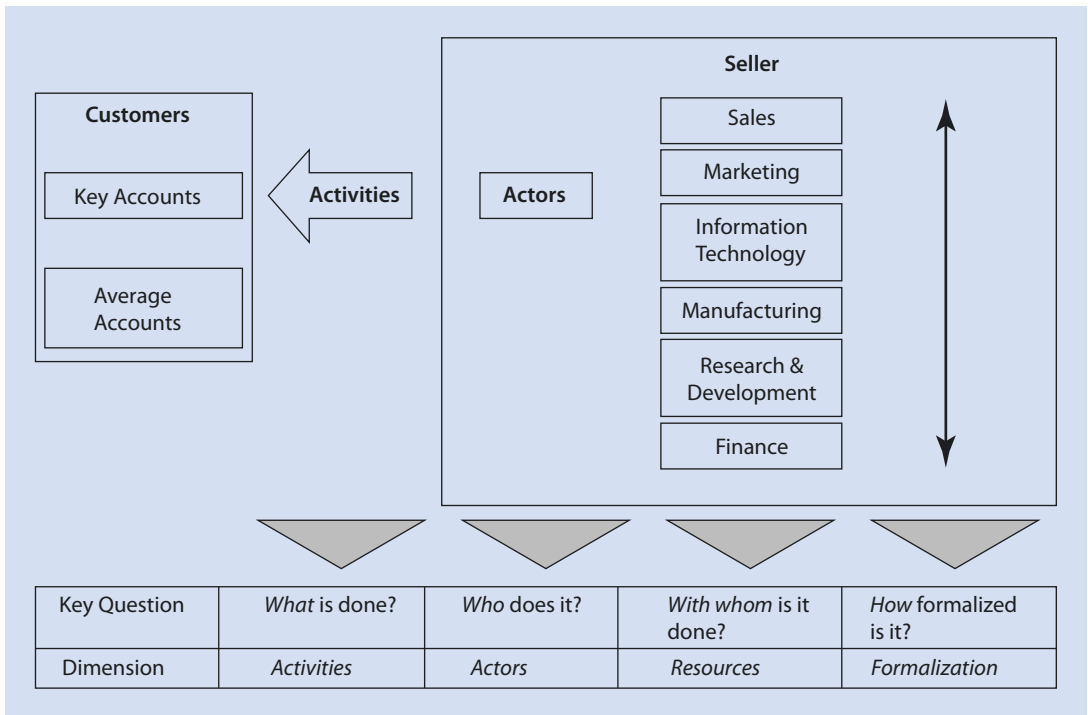 Customers
Key Accounts
Average
Accounts
Activities
Seller
Actors
Sales
Marketing
Information
Technology
Manufacturing
Research &
Development
Finance
Key Question
What is done?
Who does it?
With whom is it
done?
How formalized
is it?
Dimension
Activities
Actors
Resources
Formalization